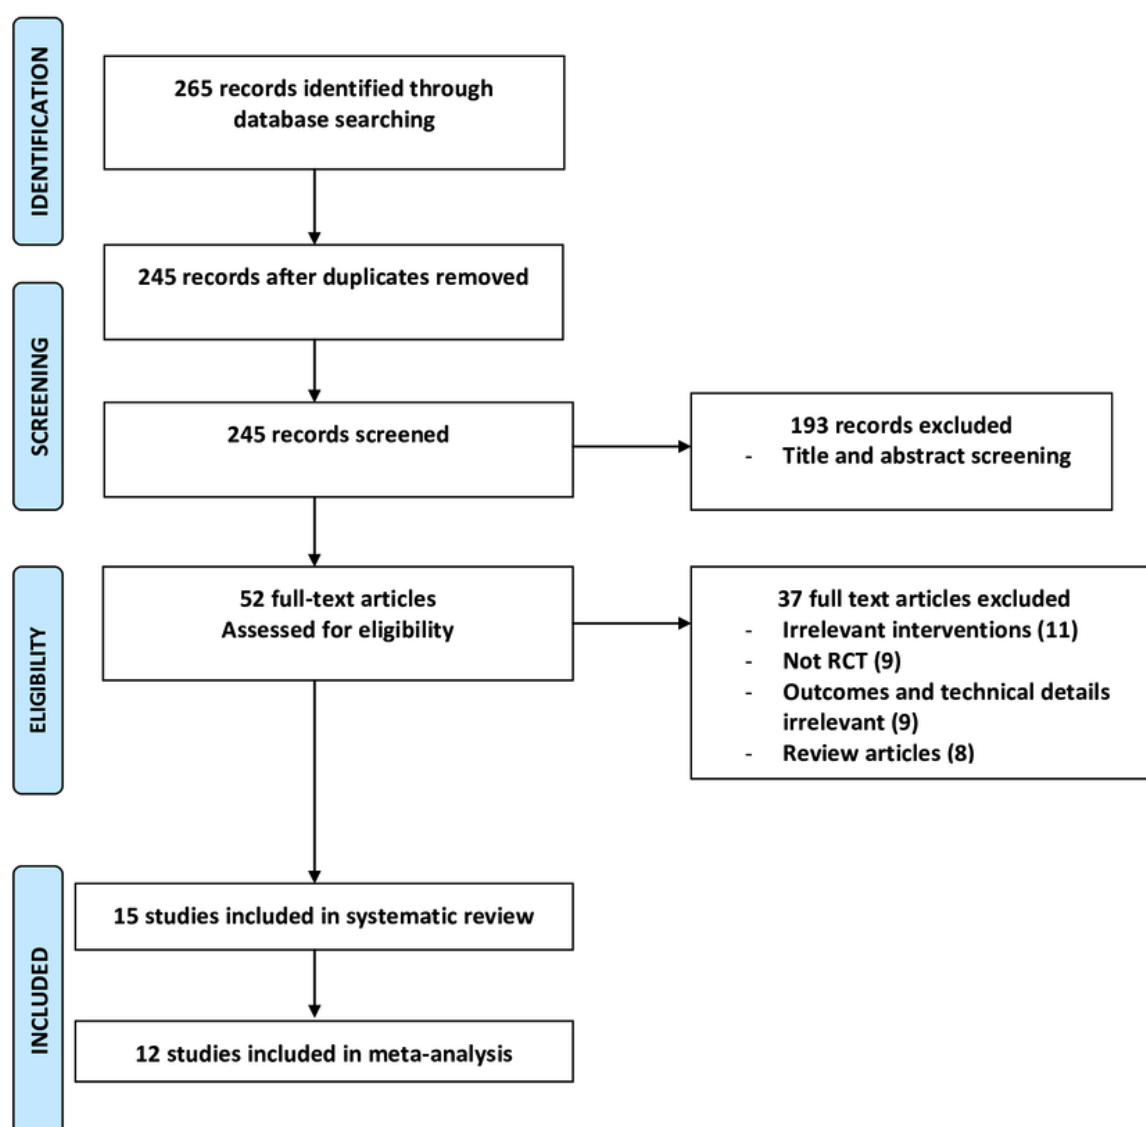 IDENTIFICATION
265 records identified through
database searching
SCREENING
245 records after duplicates removed
245 records screened
193 records excluded
- Title and abstract screening
ELIGIBILITY
52 full-text articles
Assessed for eligibility
37 full text articles excluded
- Irrelevant interventions (11)
- Not RCT (9)
- Outcomes and technical details
irrelevant (9)
- Review articles (8)
INCLUDED
15 studies included in systematic review
12 studies included in meta-analysis